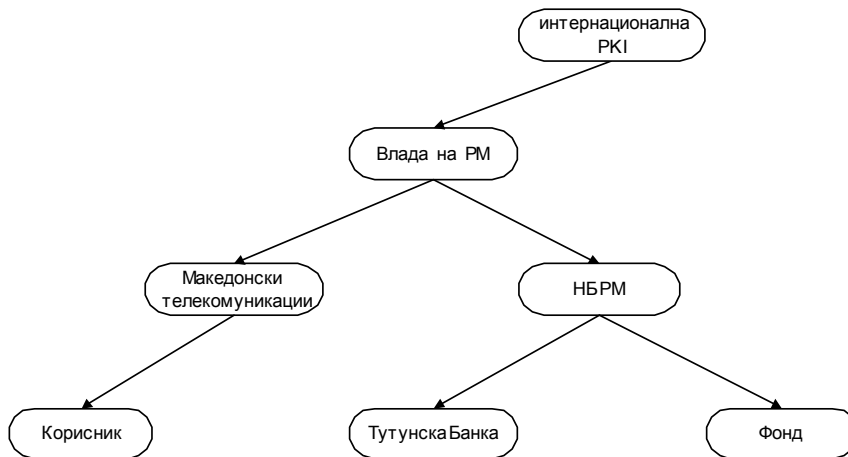 интернационална
PKI
Влада на РМ
Македонски
телекомуникации
НБРМ
Корисник
ТутунскаБанка
Фонд